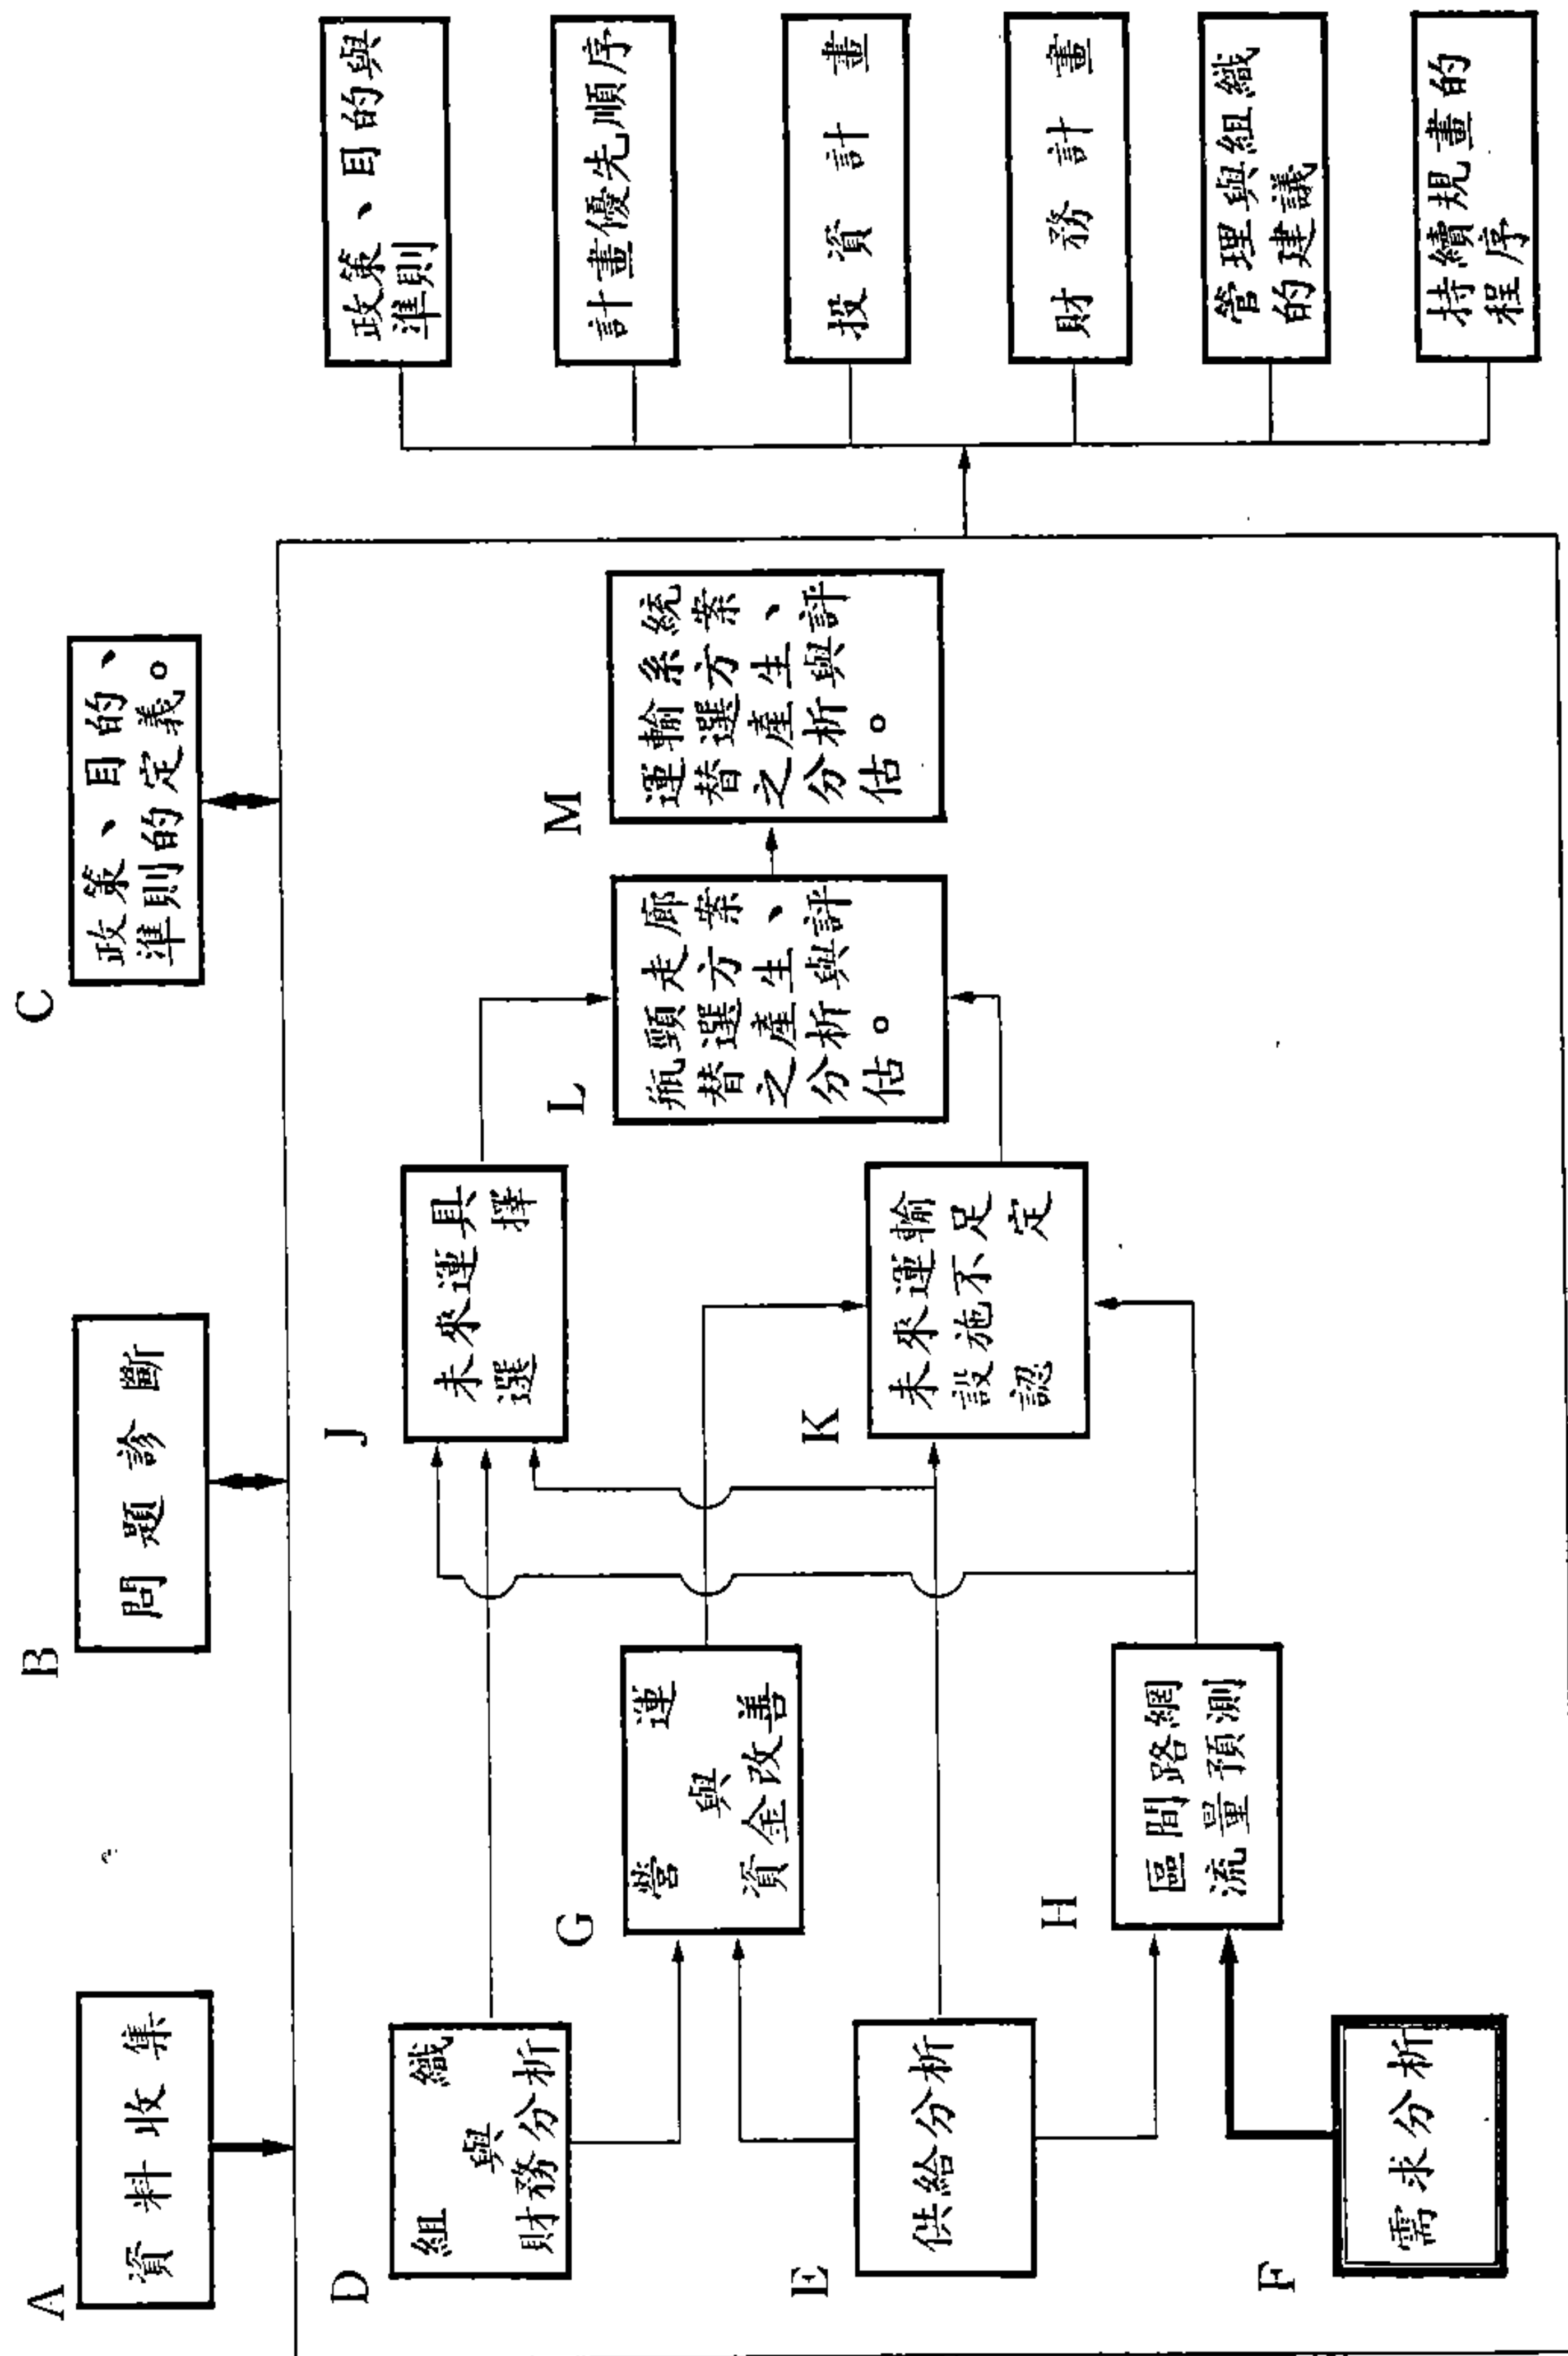 A
資料收集
B
問題診斷
C
政策、目的、
準則的定義。
D
組織
與
財務分析
E
供給分析
F
需求分析
G
營運
與
資金改善
H
區間路網
流量預測
J
未來運具
選擇
K
未來運輸
設施不足
認定
L
瓶頸走廊
替選方案
之產生、
分析與評
估。
M
運輸系統
替選方案
之產生、
分析與評
估。
政策、目的與
準則
計畫優先順序
投資計畫
財務計畫
管理與組織
的建議
持續規畫的
程序